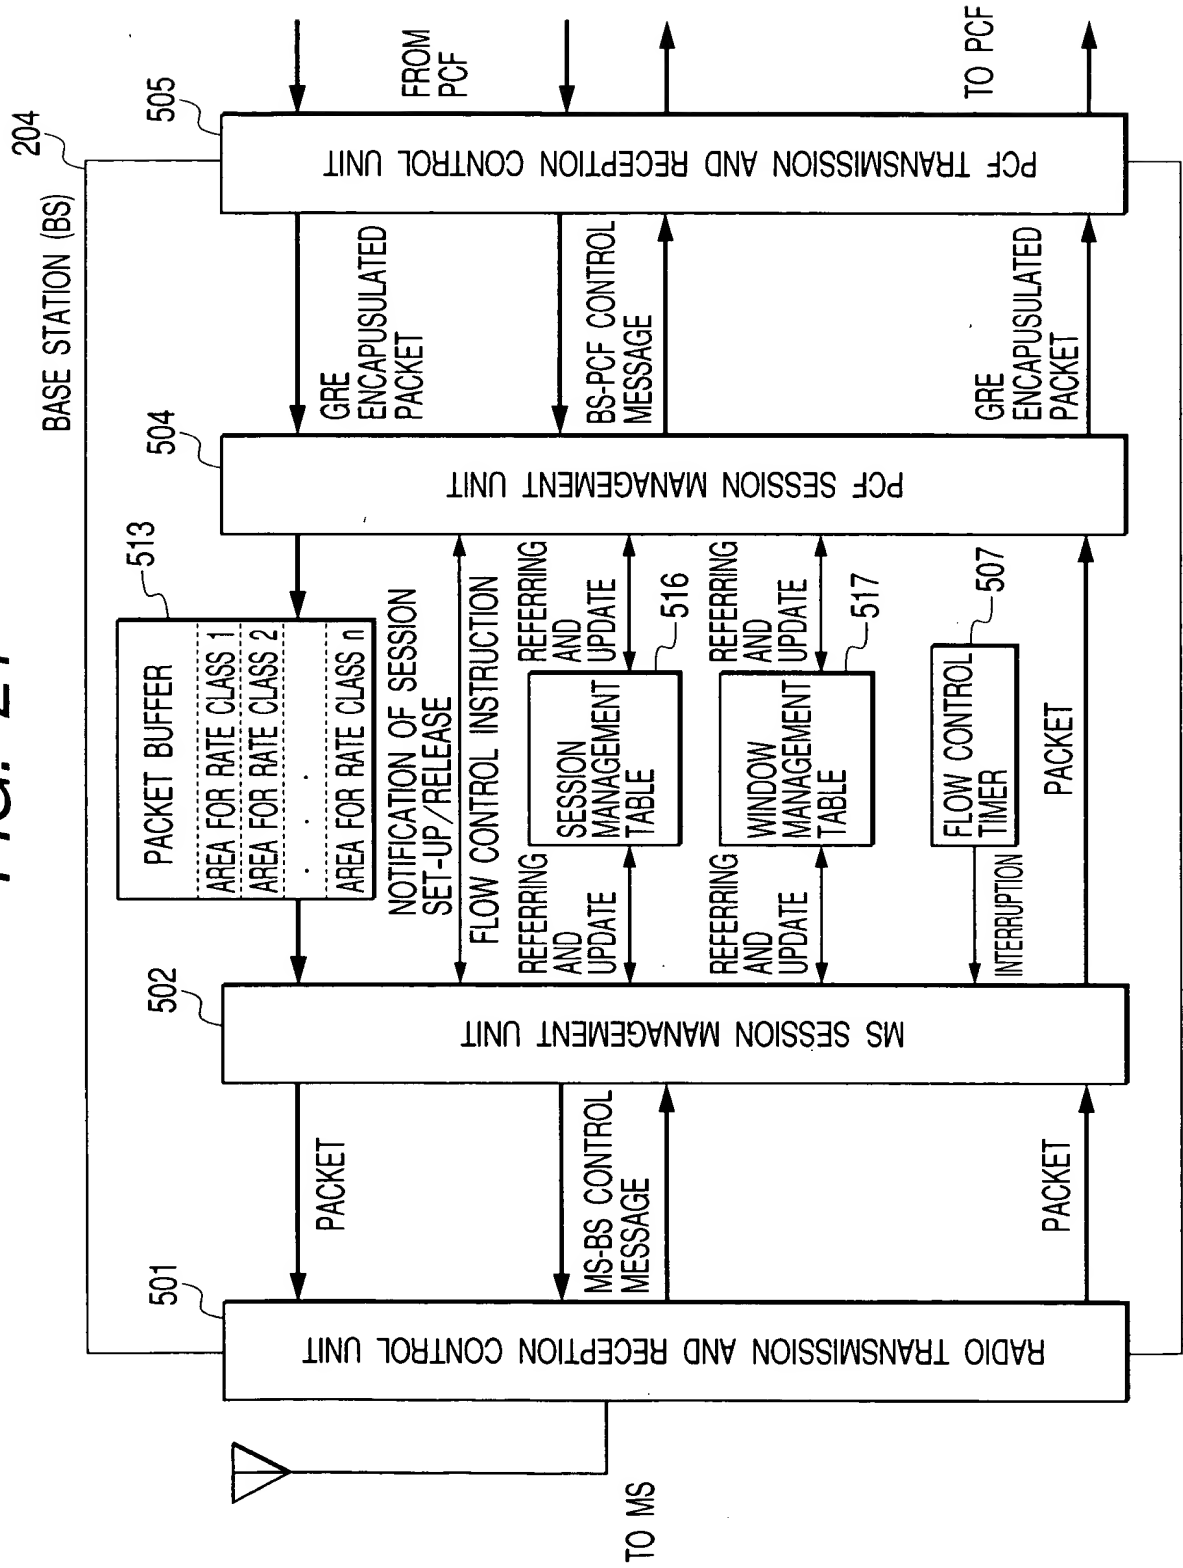 FIG.
BASE STATION (BS)
204
501
RADIO TRANSMISSION AND RECEPTION CONTROL UNIT
TO MS
PACKET
MS-BS CONTROL
MESSAGE
PACKET
502
MS SESSION MANAGEMENT UNIT
513
PACKET BUFFER
AREA FOR RATE CLASS 1
AREA FOR RATE CLASS 2
. . .
AREA FOR RATE CLASS n
NOTIFICATION OF SESSION
SET-UP/RELEASE
FLOW CONTROL INSTRUCTION
REFERRING
AND
UPDATE
SESSION
MANAGEMENT
TABLE
516
REFERRING
AND
UPDATE
REFERRING
AND
UPDATE
WINDOW
MANAGEMENT
TABLE
517
REFERRING
AND
UPDATE
FLOW CONTROL
TIMER
507
INTERRUPTION
PACKET
504
PCF SESSION MANAGEMENT UNIT
GRE
ENCAPUSULATED
PACKET
BS-PCF CONTROL
MESSAGE
GRE
ENCAPUSULATED
PACKET
505
PCF TRANSMISSION AND RECEPTION CONTROL UNIT
FROM
PCF
TO PCF